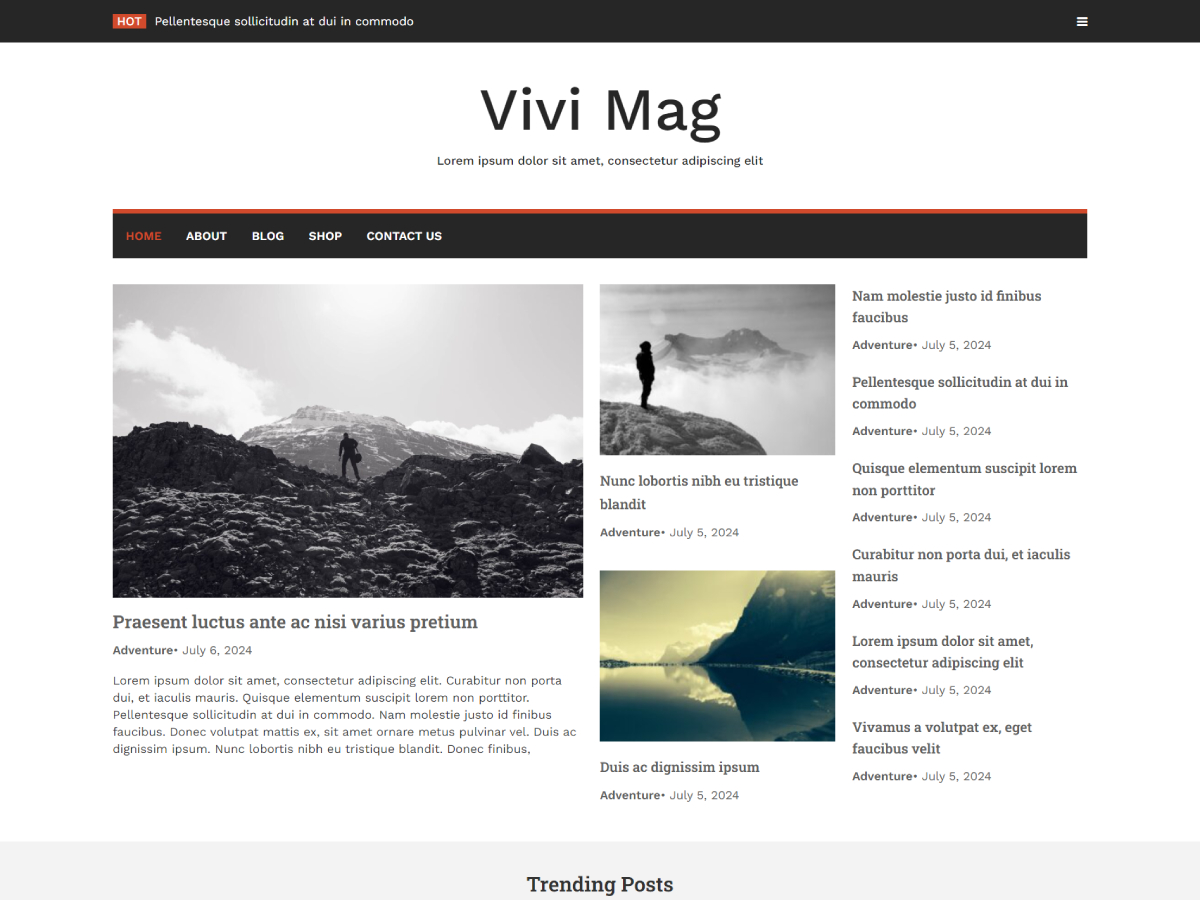 HOT Pellentesque sollicitudin at dui in commodo
Vivi Mag
Lorem ipsum dolor sit amet, consectetur adipiscing elit
HOME ABOUT BLOG SHOP CONTACT US
Praesent luctus ante ac nisi varius pretium
Adventure• July 6, 2024
Lorem ipsum dolor sit amet, consectetur adipiscing elit. Curabitur non porta
dui, et iaculis mauris. Quisque elementum suscipit lorem non porttitor.
Pellentesque sollicitudin at dui in commodo. Nam molestie justo id finibus
faucibus. Donec volutpat mattis ex, sit amet ornare metus pulvinar vel. Duis ac
dignissim ipsum. Nunc lobortis nibh eu tristique blandit. Donec finibus,
Nunc lobortis nibh eu tristique
blandit
Adventure• July 5, 2024
Duis ac dignissim ipsum
Adventure• July 5, 2024
Nam molestie justo id finibus
faucibus
Adventure• July 5, 2024
Pellentesque sollicitudin at dui in
commodo
Adventure• July 5, 2024
Quisque elementum suscipit lorem
non porttitor
Adventure• July 5, 2024
Curabitur non porta dui, et iaculis
mauris
Adventure• July 5, 2024
Lorem ipsum dolor sit amet,
consectetur adipiscing elit
Adventure• July 5, 2024
Vivamus a volutpat ex, eget
faucibus velit
Adventure• July 5, 2024
Trending Posts